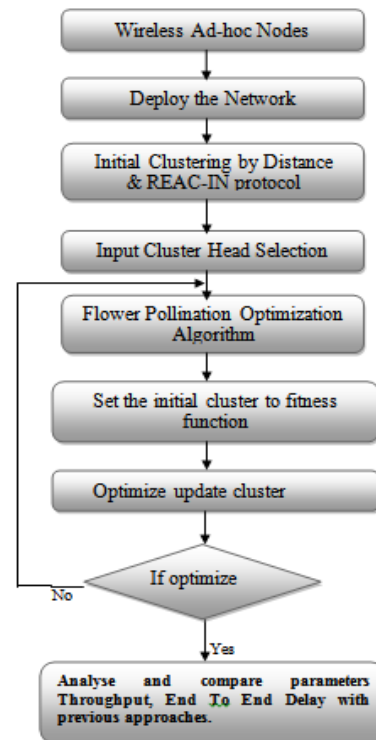 Wireless Ad-hoc Nodes
Deploy the Network
Initial Clustering by Distance
& REAC-IN protocol
Input Cluster Head Selection
Flower Pollination Optimization
Algorithm
Set the initial cluster to fitness
function
Optimize update cluster
If optimize
No
Yes
Analyse and compare parameters
Throughput, End To End Delay with
previous approaches.